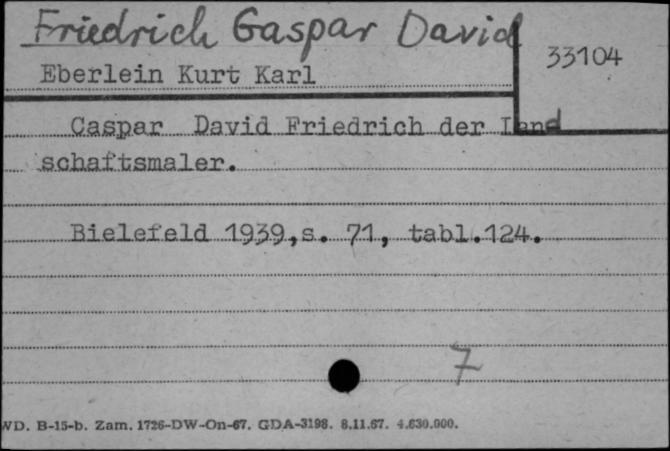 Friedrich Gaspar David
33104
Eberlein Kurt Karl
Caspar David Friedrich der Land
schaftsmaler.
Bielefeld 1939,s. 71, tabl.124.
7
WD. B-15-b. Zam. 1726-DW-On-67. GDA-3198. 8.11.67. 4.630.000.